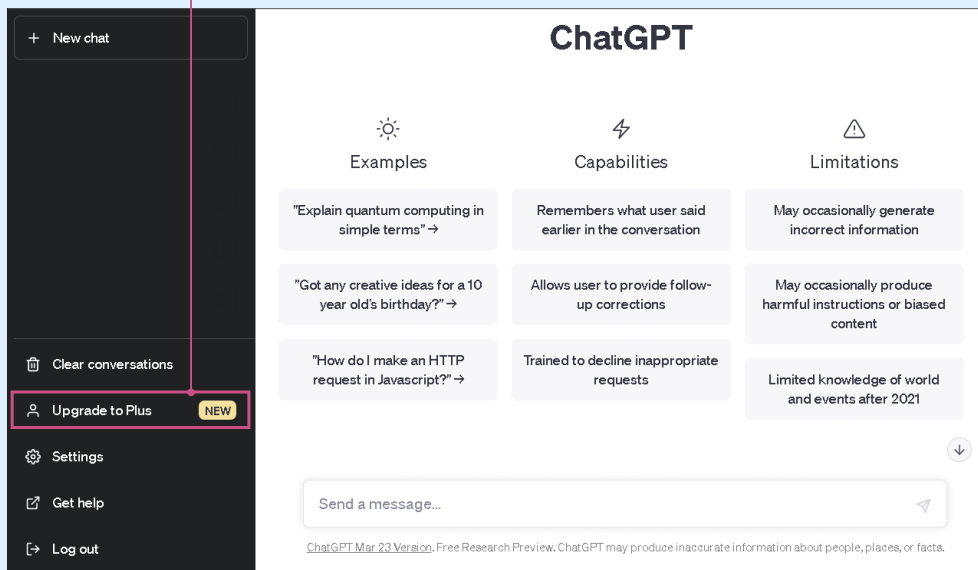 New chat
Clear conversations
Upgrade to Plus NEW
Settings
Get help
Log out
ChatGPT
Examples
"Explain quantum computing in
simple terms" →
"Got any creative ideas for a 10
year old's birthday?" →
"How do I make an HTTP
request in Javascript?" →
Capabilities
Remembers what user said
earlier in the conversation
Allows user to provide follow-
up corrections
Trained to decline inappropriate
requests
Limitations
May occasionally generate
incorrect information
May occasionally produce
harmful instructions or biased
content
Limited knowledge of world
and events after 2021
Send a message...
ChatGPT Mar 23 Version. Free Research Preview. ChatGPT may produce inaccurate information about people, places, or facts.